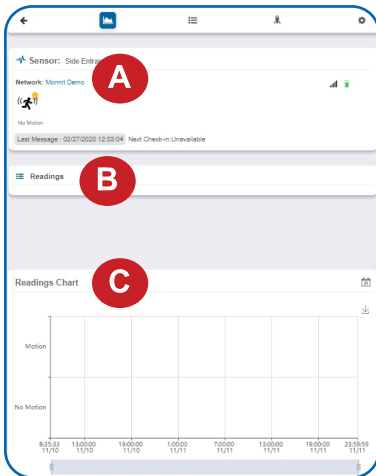 Sensor: Side Entran
A
Network: Monnit Demo
No Motion
Last Message : 02/27/2020 12:03:04 Next Check-in:Unavailable
Readings
B
Readings Chart
C
Motion
No Motion
8:35:33 13:00:00 19:00:00 1:00:00 7:00:00 13:00:00 19:00:00 23:59:59
11/10 11/10 11/10 11/11 11/11 11/11 11/11 11/11